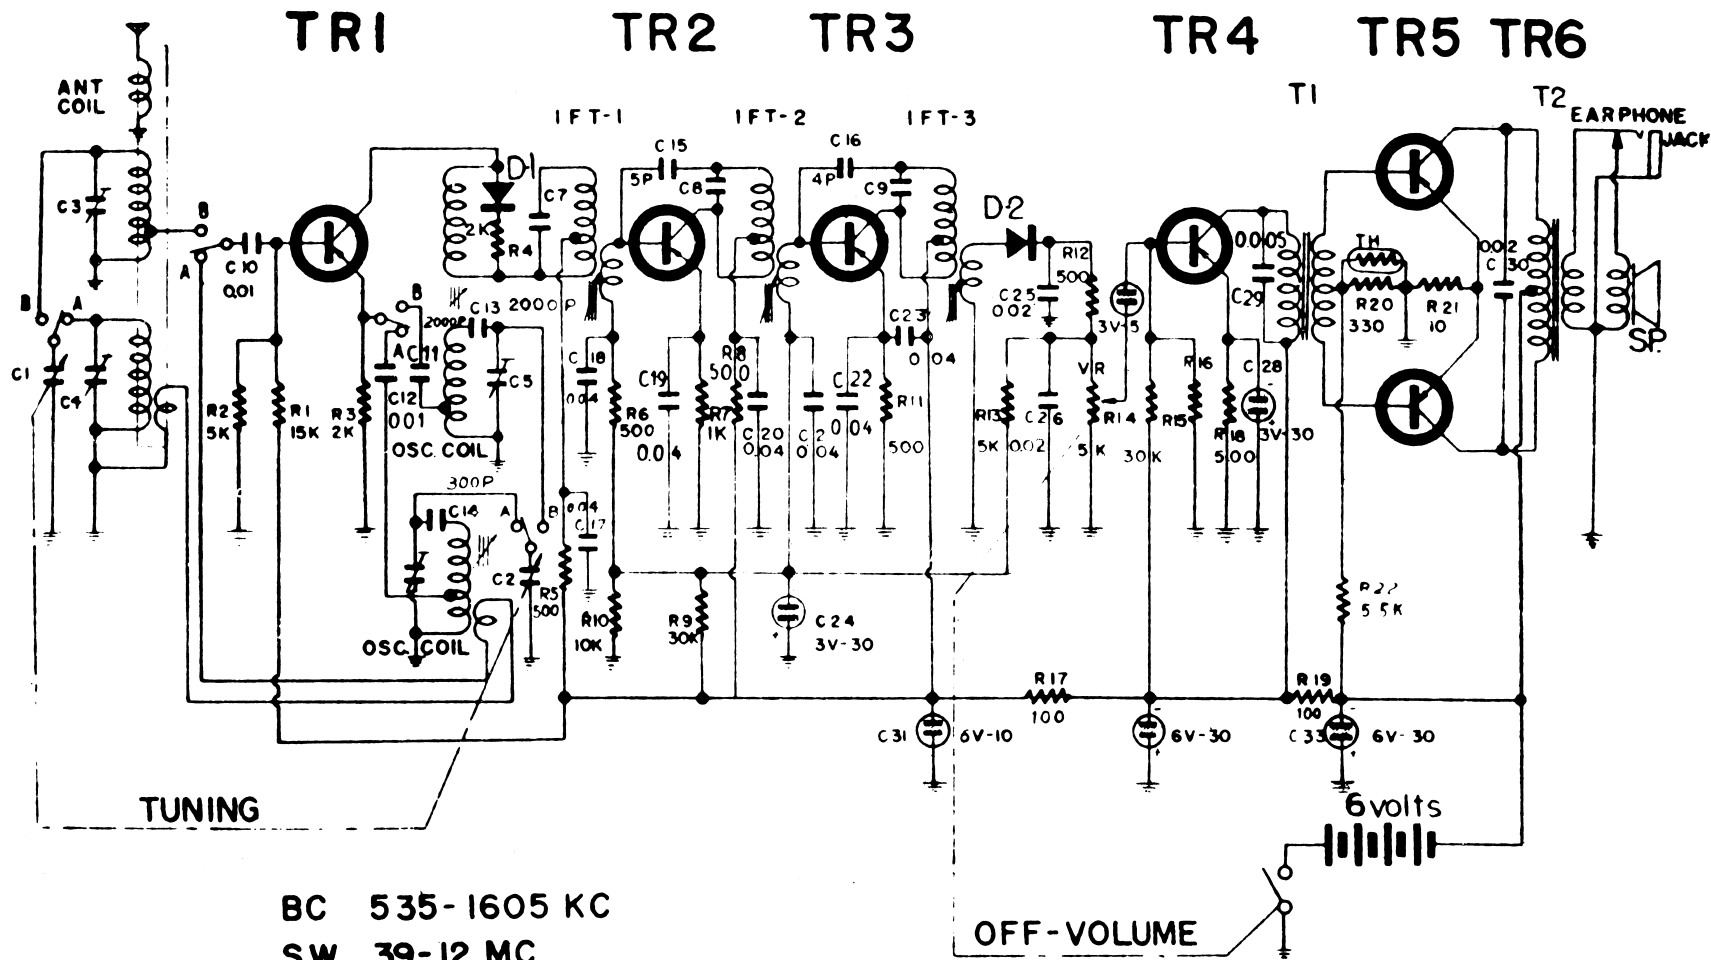 TR1 TR2 TR3 TR4 TR5 TR6
T1 T2
ANT COIL
EARPHONE JACK
IFT-1 IFT-2 IFT-3
C15 5P
C16 4P
D-1
C7
C8
C9
D-2
C3
B
A
C10
0.01
2K
R4
R12
500
0.005
C29
TH
R20
330
R21
10
.002
C30
SP.
B A
B
C13 2000P
2000P
A
C11
C5
C25
0.02
3V-5
C23
0.04
C1
C4
R2
5K
R1
15K
R3
2K
C12
001
OSC. COIL
C18
0.04
R6
500
C19
0.04
R8
500
R7
1K
C20
0.04
C2
0.04
C22
0.04
R11
500
R13
5K
C26
0.02
VR
5K
R14
30K
R16
R15
R18
500
C28
3V-30
300P
C14
A B
C2
R5
500
0.04
C17
OSC. COIL
R10
10K
R9
30K
C24
3V-30
R22
5.5K
R17
100
R19
100
C31 6V-10
6V-30
C33 6V-30
TUNING
6volts
BC 535-1605 KC
SW 39-12 MC
OFF-VOLUME